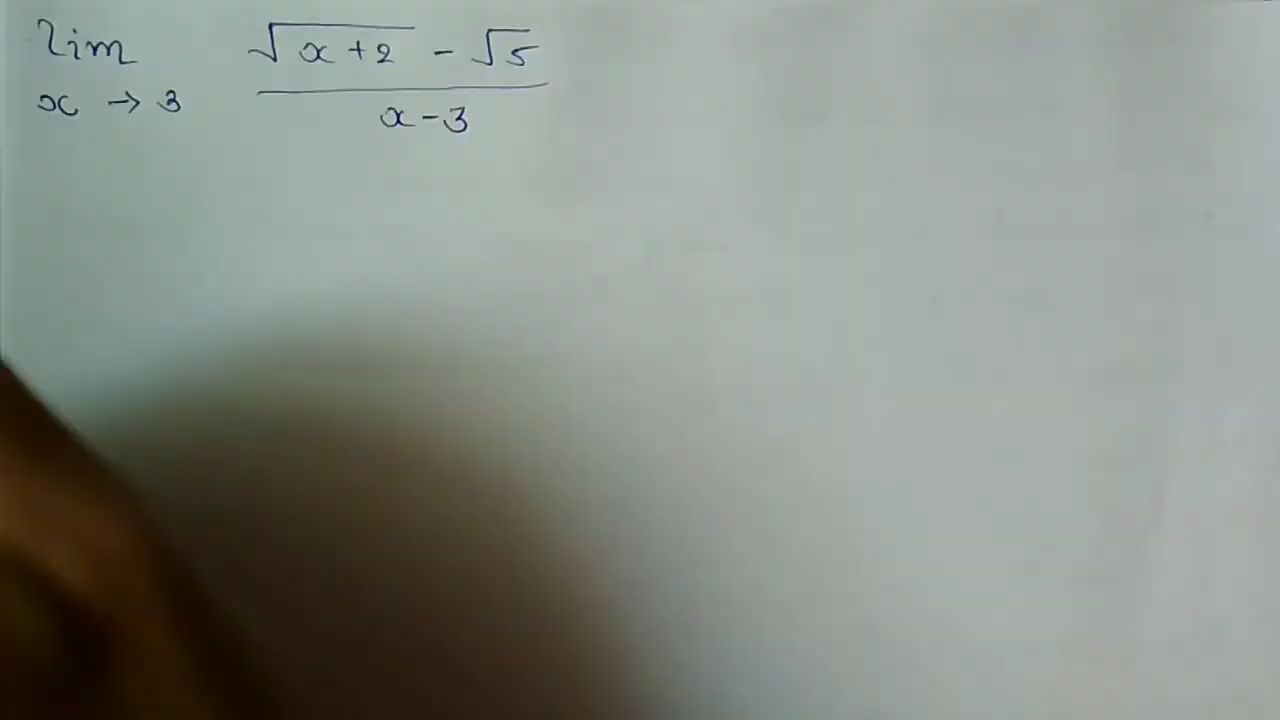 lim √x+2 - √5
x → 3 x-3